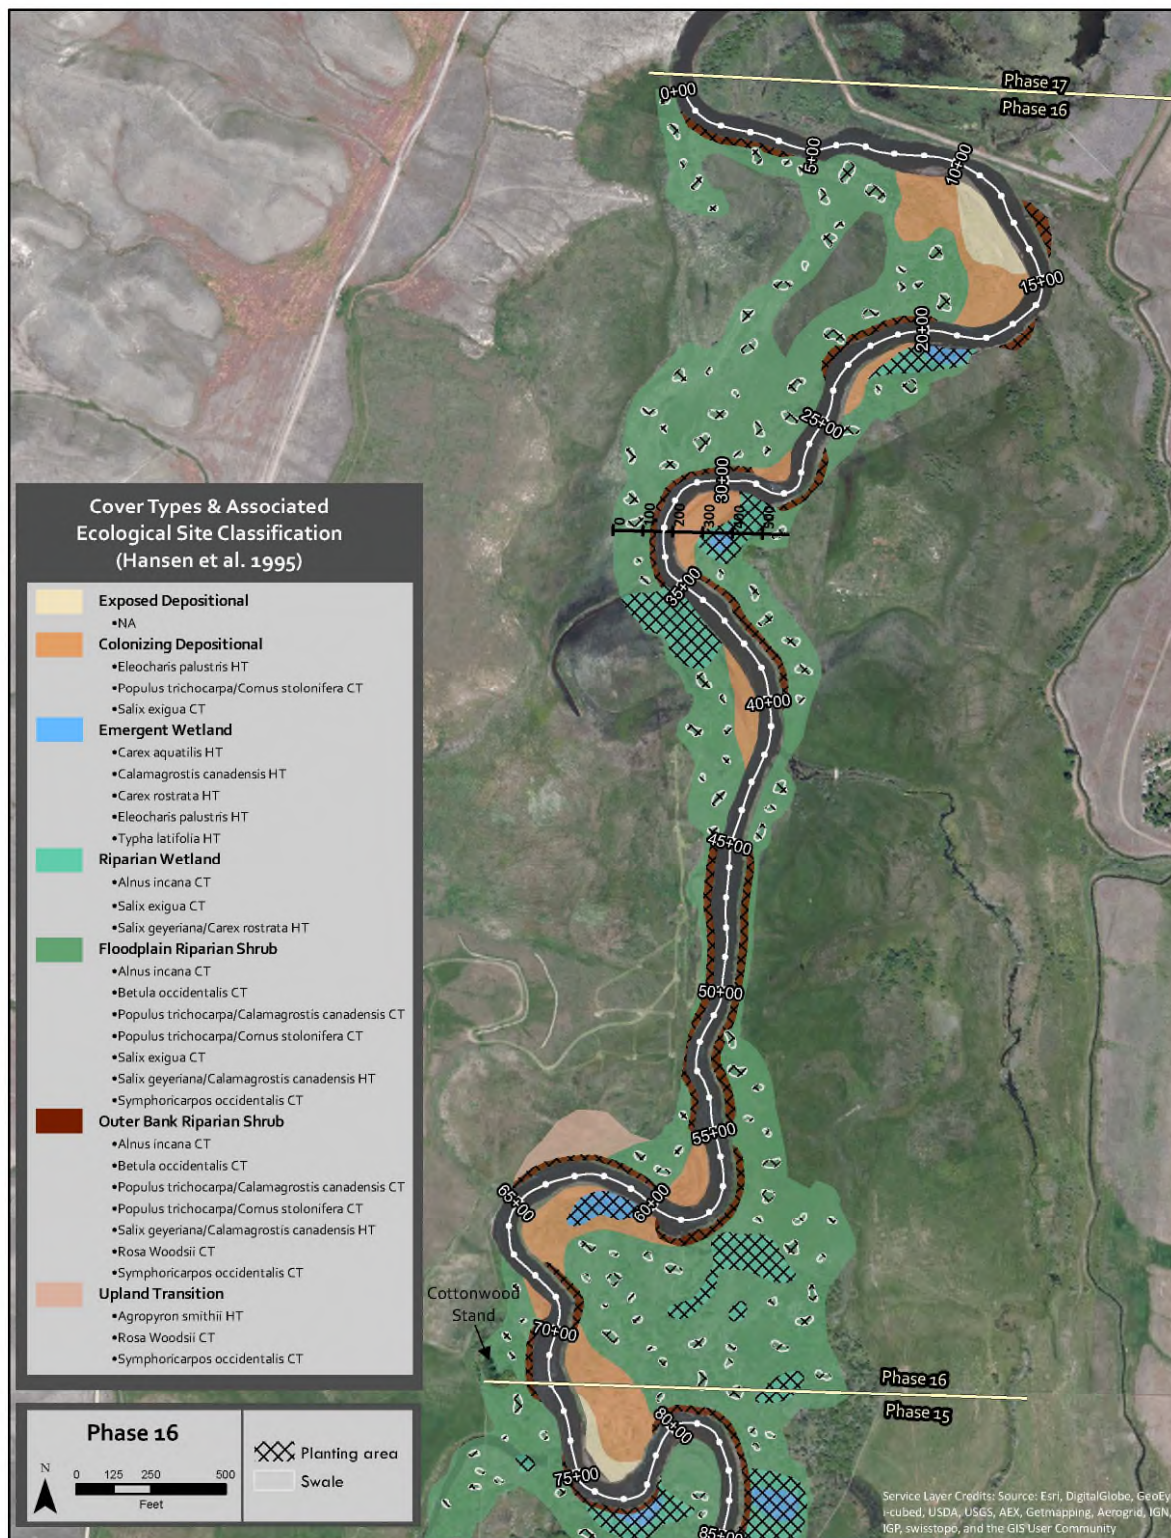 Phase 17
Phase 16
0+00
5+00
10+00
15+00
20+00
25+00
30+00
0
100
200
300
400
500
35+00
40+00
45+00
50+00
55+00
60+00
65+00
70+00
75+00
80+00
85+00
Cottonwood
Stand
Phase 16
Phase 15
Cover Types & Associated
Ecological Site Classification
(Hansen et al. 1995)
Exposed Depositional
•NA
Colonizing Depositional
•Eleocharis palustris HT
•Populus trichocarpa/Cornus stolonifera CT
•Salix exigua CT
Emergent Wetland
•Carex aquatilis HT
•Calamagrostis canadensis HT
•Carex rostrata HT
•Eleocharis palustris HT
•Typha latifolia HT
Riparian Wetland
•Alnus incana CT
•Salix exigua CT
•Salix geyeriana/Carex rostrata HT
Floodplain Riparian Shrub
•Alnus incana CT
•Betula occidentalis CT
•Populus trichocarpa/Calamagrostis canadensis CT
•Populus trichocarpa/Cornus stolonifera CT
•Salix exigua CT
•Salix geyeriana/Calamagrostis canadensis HT
•Symphoricarpos occidentalis CT
Outer Bank Riparian Shrub
•Alnus incana CT
•Betula occidentalis CT
•Populus trichocarpa/Calamagrostis canadensis CT
•Populus trichocarpa/Cornus stolonifera CT
•Salix geyeriana/Calamagrostis canadensis HT
•Rosa Woodsii CT
•Symphoricarpos occidentalis CT
Upland Transition
•Agropyron smithii HT
•Rosa Woodsii CT
•Symphoricarpos occidentalis CT
Phase 16
N
0 125 250 500
Feet
Planting area
Swale
Service Layer Credits: Source: Esri, DigitalGlobe, GeoEy
i-cubed, USDA, USGS, AEX, Getmapping, Aerogrid, IGN
IGP, swisstopo, and the GIS User Community